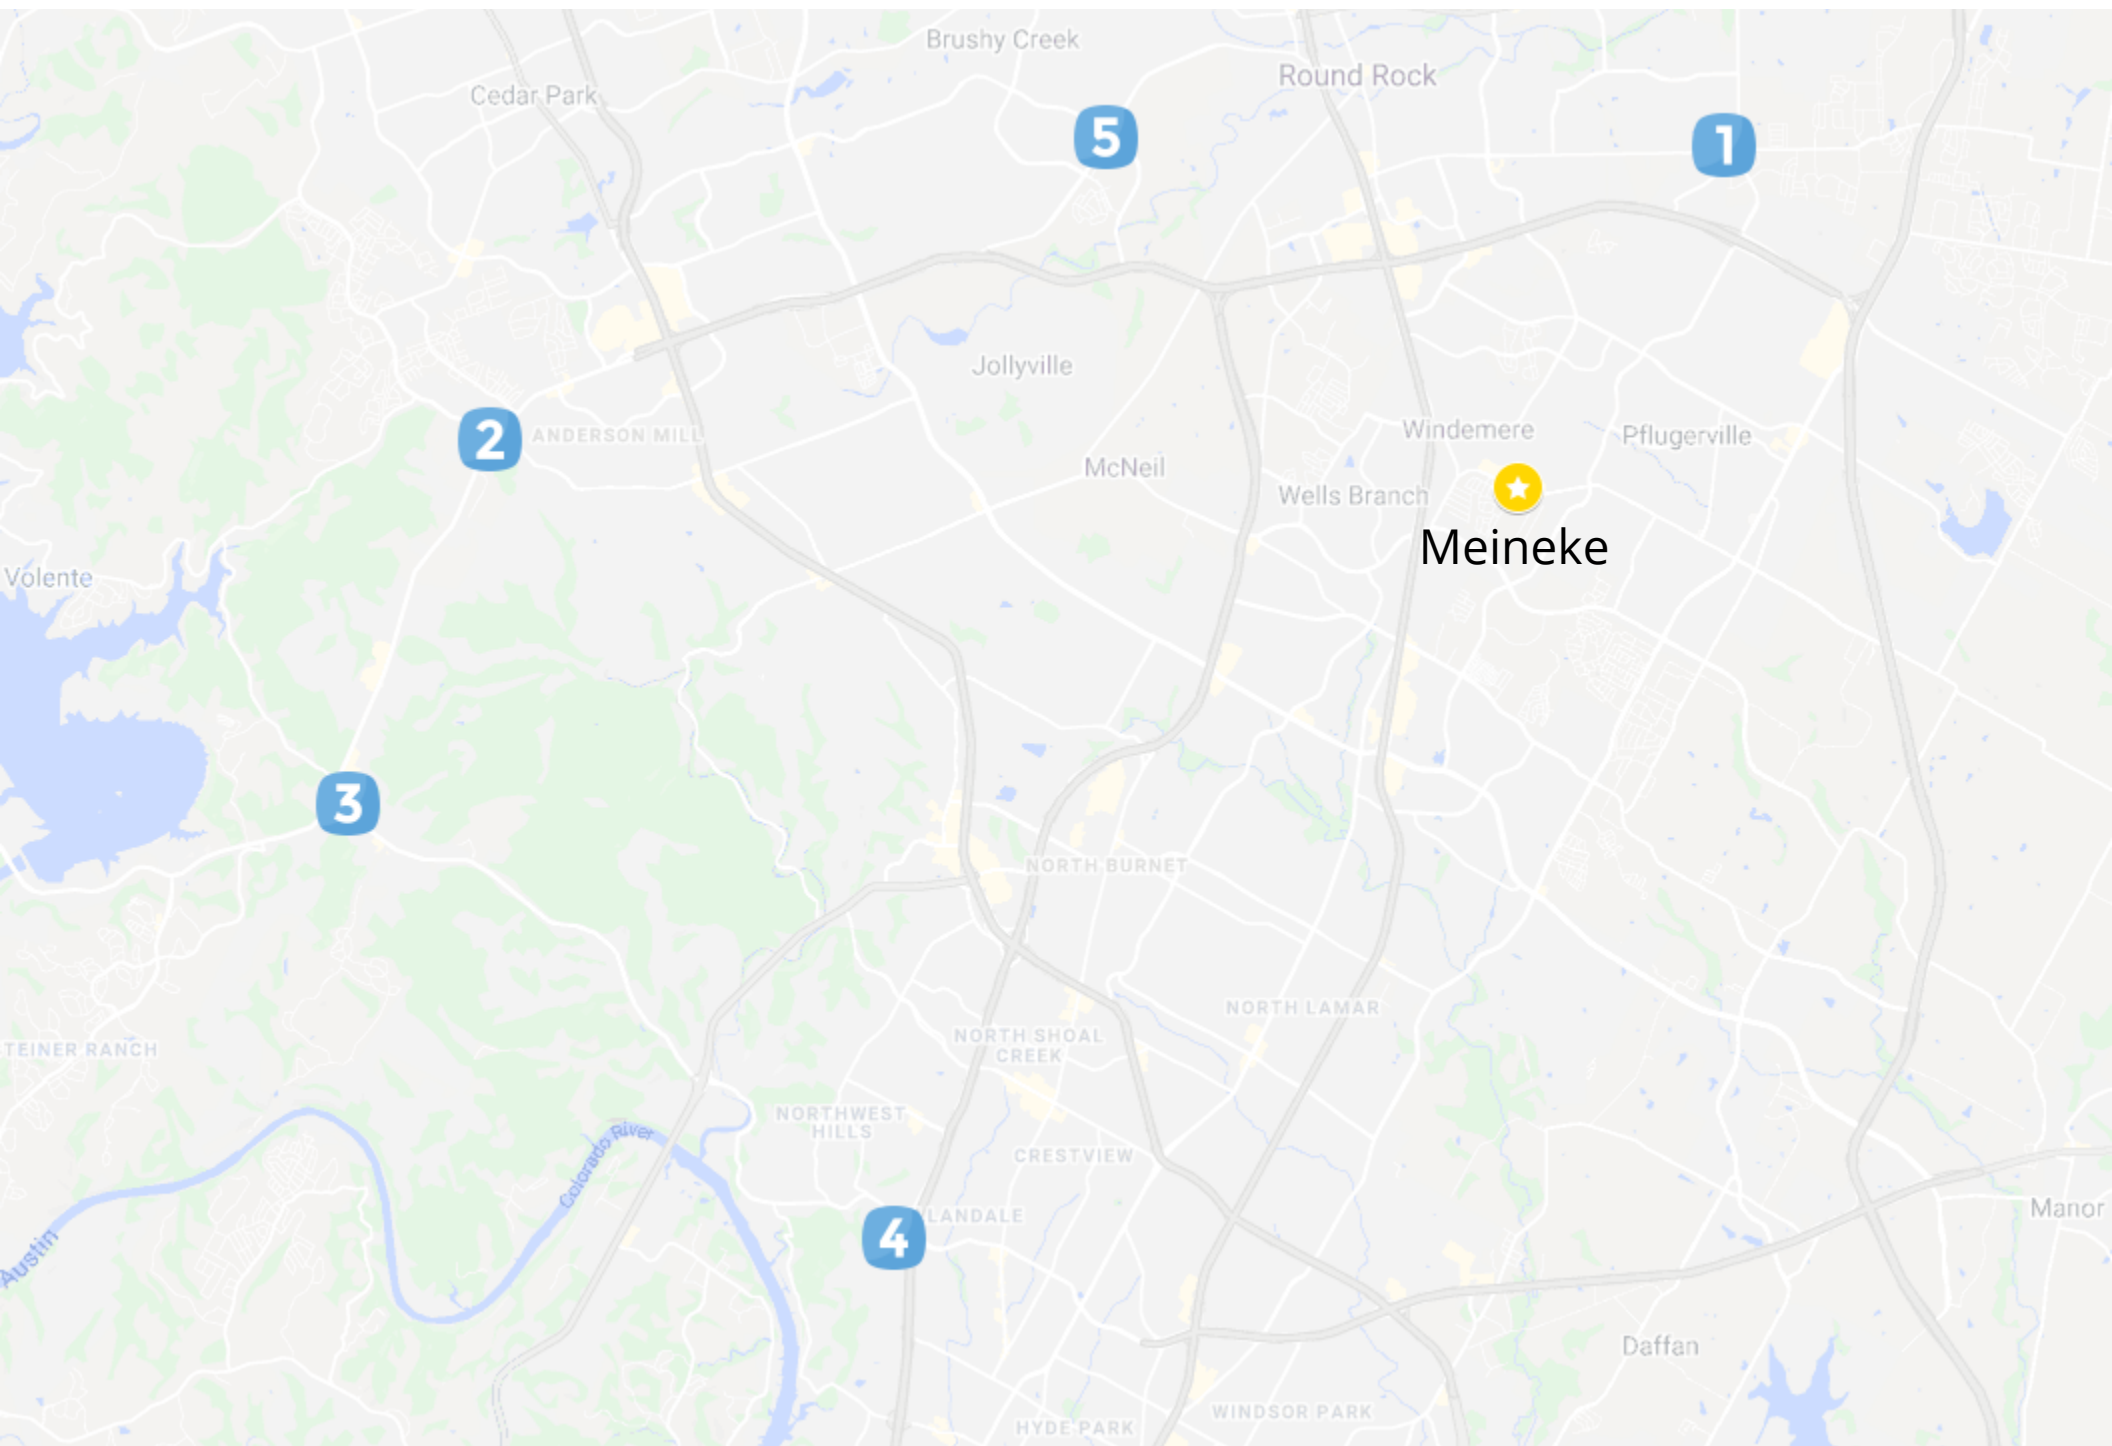 Brushy Creek
Round Rock
Cedar Park
5
1
Jollyville
2
ANDERSON MILL
Windemere
Pflugerville
McNeil
Wells Branch
Meineke
Volente
3
NORTH BURNET
NORTH LAMAR
NORTH SHOAL
CREEK
TEINER RANCH
NORTHWEST
HILLS
Colorado River
CRESTVIEW
4
LANDALE
Manor
Austin
Daffan
WINDSOR PARK
HYDE PARK